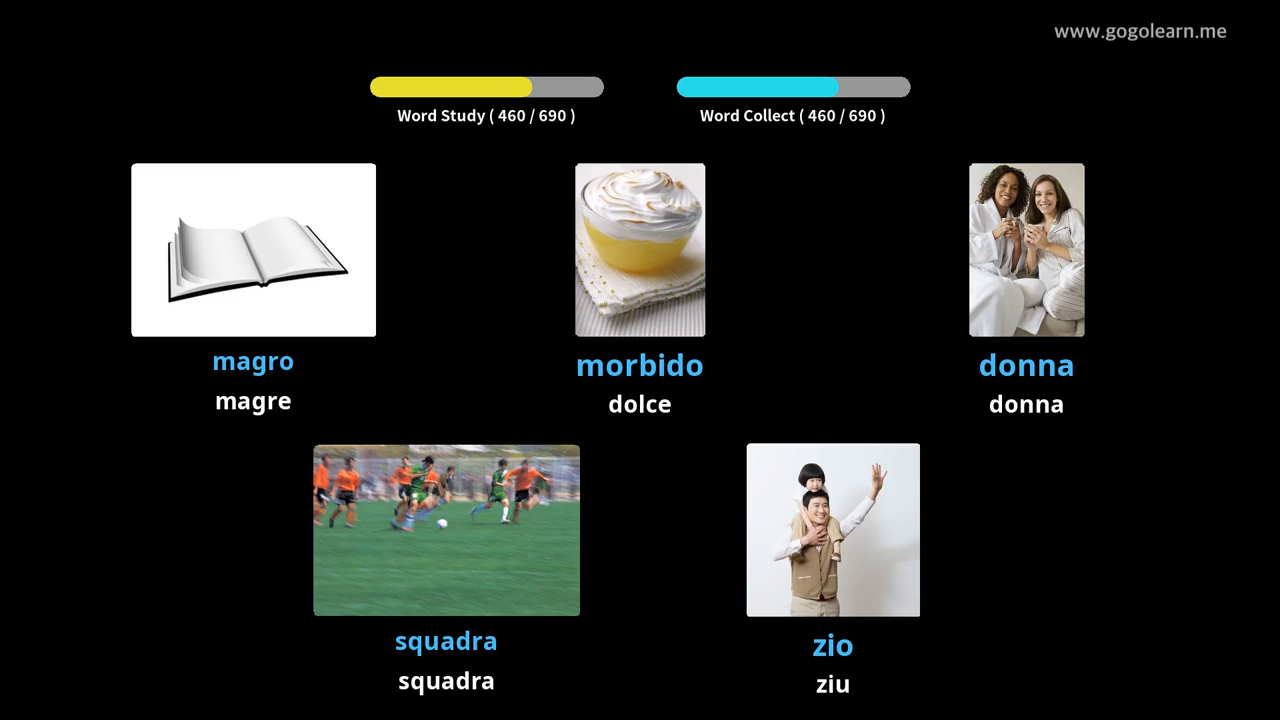 www.gogolearn.me
Word Study ( 460 / 690 )
Word Collect ( 460 / 690 )
magro
magre
morbido
dolce
donna
donna
squadra
squadra
zio
ziu